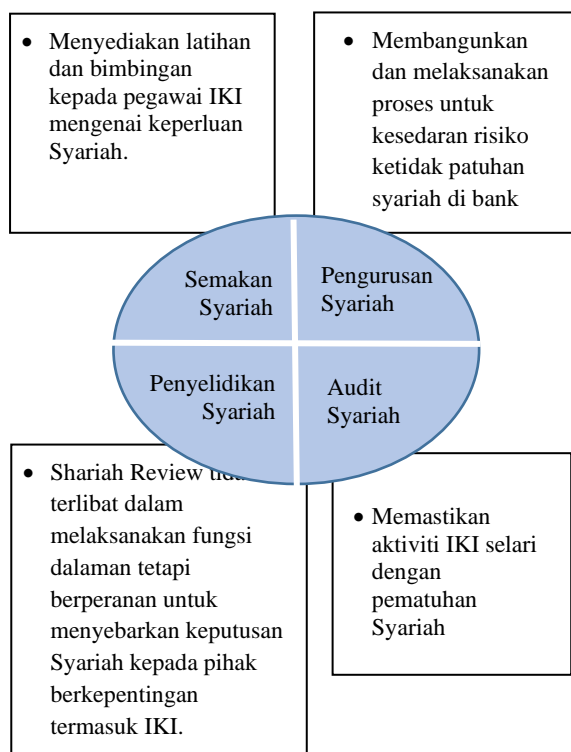 • Menyediakan latihan
dan bimbingan
kepada pegawai IKI
mengenai keperluan
Syariah.
• Membangunkan
dan melaksanakan
proses untuk
kesedaran risiko
ketidak patuhan
syariah di bank
Semakan
Syariah
Pengurusan
Syariah
Penyelidikan
Syariah
Audit
Syariah
• Shariah Review
terlibat dalam
melaksanakan fungsi
dalaman tetapi
berperanan untuk
menyebarkan keputusan
Syariah kepada pihak
berkepentingan
termasuk IKI.
• Memastikan
aktiviti IKI selari
dengan
pematuhan
Syariah